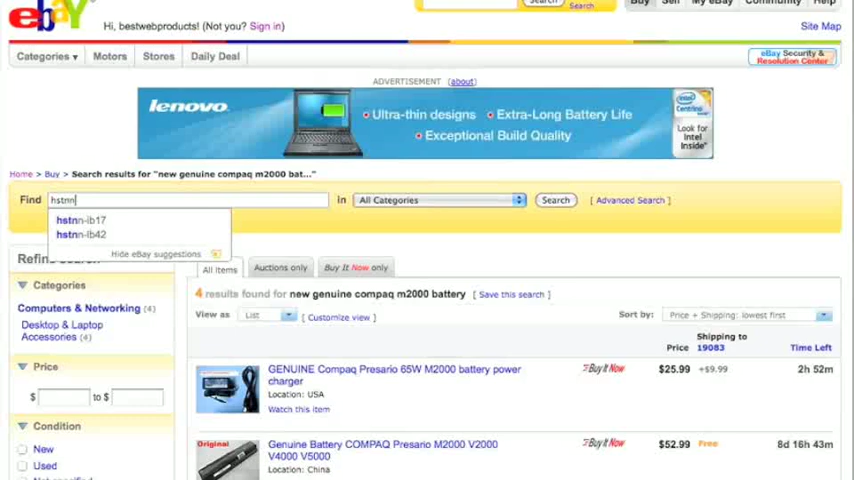 ebay
Search
Search
Buy Sell My eBay Community Help
Hi, bestwebproducts! (Not you? Sign in)
Site Map
Categories Motors Stores Daily Deal
eBay Security &
Resolution Center
ADVERTISEMENT (about)
lenovo
Ultra-thin designs Extra-Long Battery Life
Exceptional Build Quality
intel
Centrino
Look for
Intel
Inside
Home > Buy > Search results for "new genuine compaq m2000 bat..."
Find hstnn in All Categories Search [ Advanced Search ]
hstnn-ib17
hstnn-lb42
Hide eBay suggestions
All Items Auctions only Buy It Now only
Categories
Computers & Networking (4)
Desktop & Laptop
Accessories (4)
Price
$ to $
Condition
New
Used
4 results found for new genuine compaq m2000 battery [ Save this search ]
View as List [ Customize view ] Sort by: Price + Shipping: lowest first
Price Shipping to
19083 Time Left
GENUINE Compaq Presario 65W M2000 battery power
charger
Location: USA
Watch this item
Buy It Now $25.99 +$9.99 2h 52m
Original
Genuine Battery COMPAQ Presario M2000 V2000
V4000 V5000
Location: China
Buy It Now $52.99 Free 8d 16h 43m